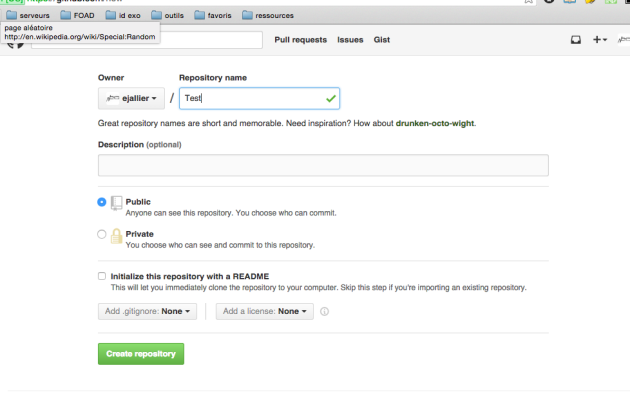 serveurs FOAD id exo outils favoris ressources
page aléatoire
http://en.wikipedia.org/wiki/Special:Random
Pull requests Issues Gist
Owner Repository name
ejallier / Test
Great repository names are short and memorable. Need inspiration? How about drunken-octo-wight.
Description (optional)
Public
Anyone can see this repository. You choose who can commit.
Private
You choose who can see and commit to this repository.
Initialize this repository with a README
This will let you immediately clone the repository to your computer. Skip this step if you're importing an existing repository.
Add .gitignore: None Add a license: None
Create repository